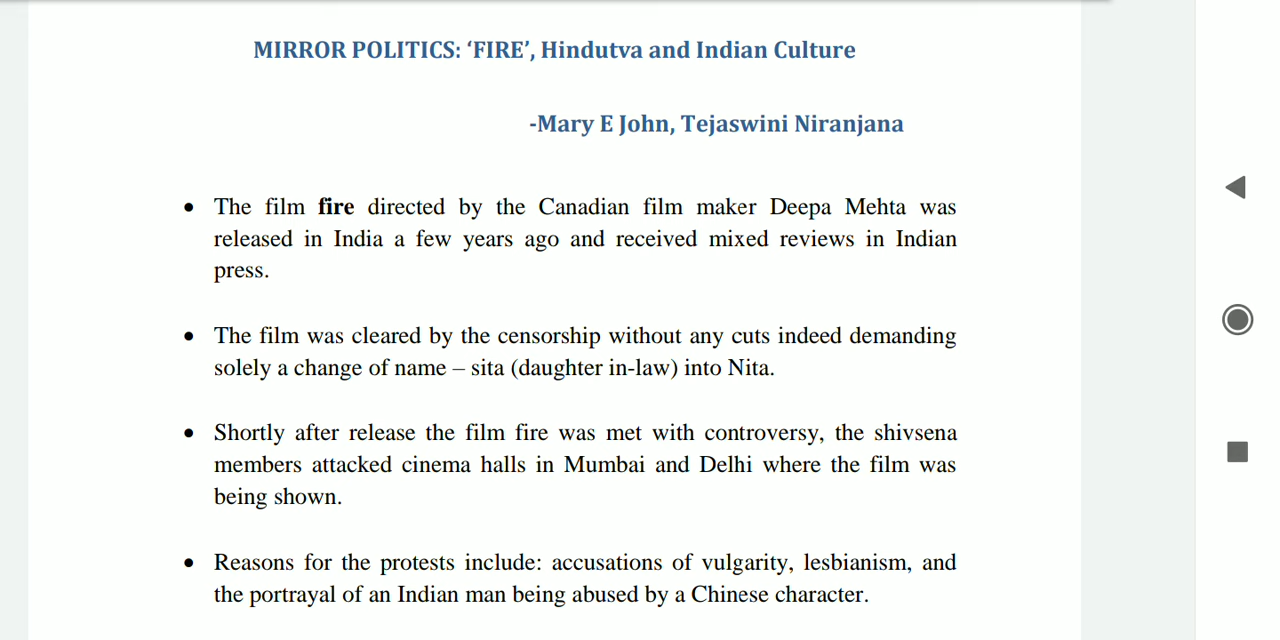 MIRROR POLITICS: ‘FIRE’, Hindutva and Indian Culture
-Mary E John, Tejaswini Niranjana
• The film fire directed by the Canadian film maker Deepa Mehta was
released in India a few years ago and received mixed reviews in Indian
press.
• The film was cleared by the censorship without any cuts indeed demanding
solely a change of name – sita (daughter in-law) into Nita.
• Shortly after release the film fire was met with controversy, the shivsena
members attacked cinema halls in Mumbai and Delhi where the film was
being shown.
• Reasons for the protests include: accusations of vulgarity, lesbianism, and
the portrayal of an Indian man being abused by a Chinese character.